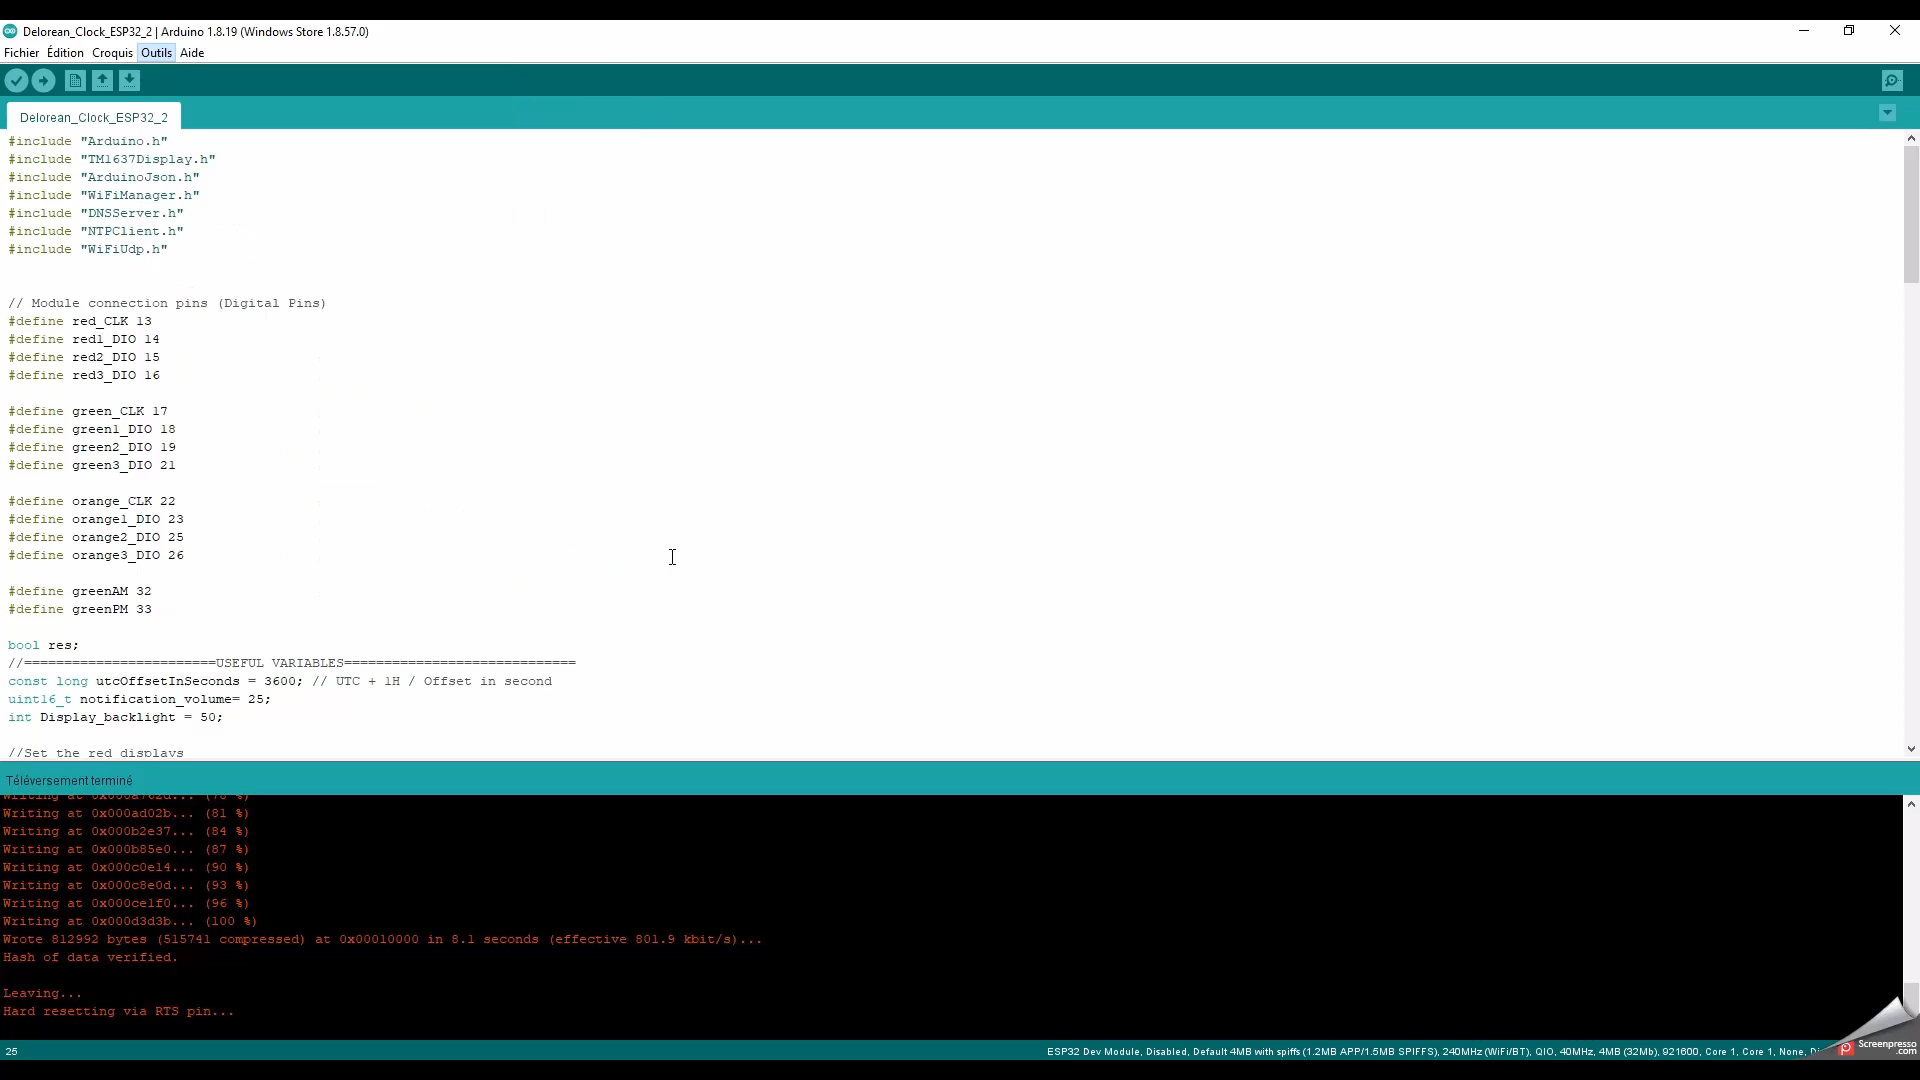 Delorean_Clock_ESP32_2 | Arduino 1.8.19 (Windows Store 1.8.57.0)
Fichier Édition Croquis Outils Aide
Delorean_Clock_ESP32_2
#include "Arduino.h"
#include "TM1637Display.h"
#include "ArduinoJson.h"
#include "WiFiManager.h"
#include "DNSServer.h"
#include "NTPClient.h"
#include "WiFiUdp.h"
// Module connection pins (Digital Pins)
#define red_CLK 13
#define red1_DIO 14
#define red2_DIO 15
#define red3_DIO 16
#define green_CLK 17
#define green1_DIO 18
#define green2_DIO 19
#define green3_DIO 21
#define orange_CLK 22
#define orange1_DIO 23
#define orange2_DIO 25
#define orange3_DIO 26
#define greenAM 32
#define greenPM 33
bool res;
//========================USEFUL VARIABLES=============================
const long utcOffsetInSeconds = 3600; // UTC + 1H / Offset in second
uint16_t notification_volume= 25;
int Display_backlight = 50;
//Set the red displays
Téléversement terminé
Writing at 0x000a762d... (78 %)
Writing at 0x000ad02b... (81 %)
Writing at 0x000b2e37... (84 %)
Writing at 0x000b85e0... (87 %)
Writing at 0x000c0e14... (90 %)
Writing at 0x000c8e0d... (93 %)
Writing at 0x000ce1f0... (96 %)
Writing at 0x000d3d3b... (100 %)
Wrote 812992 bytes (515741 compressed) at 0x00010000 in 8.1 seconds (effective 801.9 kbit/s)...
Hash of data verified.
Leaving...
Hard resetting via RTS pin...
25
ESP32 Dev Module, Disabled, Default 4MB with spiffs (1.2MB APP/1.5MB SPIFFS), 240MHz (WiFi/BT), QIO, 40MHz, 4MB (32Mb), 921600, Core 1, Core 1, None,
Screenpresso
.com